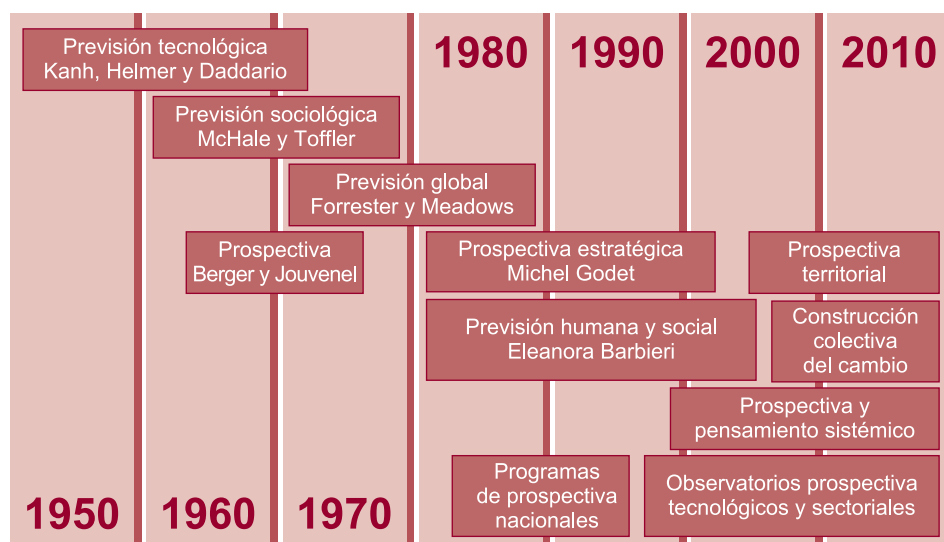 Previsión tecnológica
Kanh, Helmer y Daddario
1980
1990
2000
2010
Previsión sociológica
McHale y Toffler
Previsión global
Forrester y Meadows
Prospectiva
Berger y Jouvenel
Prospectiva estratégica
Michel Godet
Prospectiva
territorial
Previsión humana y social
Eleanora Barbieri
Construcción
colectiva
del cambio
Prospectiva y
pensamiento sistémico
Programas
de prospectiva
nacionales
Observatorios prospectiva
tecnológicos y sectoriales
1950
1960
1970